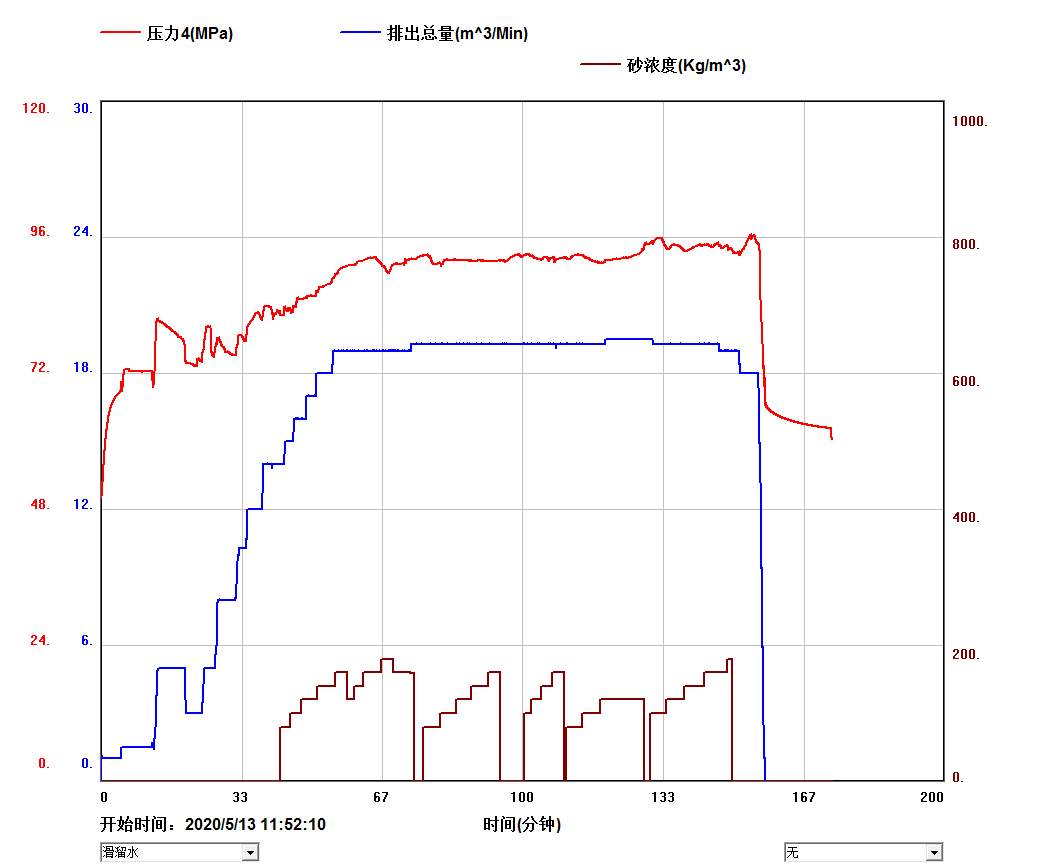 压力4(MPa) 排出总量(m^3/Min)
砂浓度(Kg/m^3)
120. 30. 1000.
96. 24. 800.
72. 18. 600.
48. 12. 400.
24. 6. 200.
0. 0. 0.
0 33 67 100 133 167 200
开始时间：2020/5/13 11:52:10 时间(分钟)
滑溜水 无